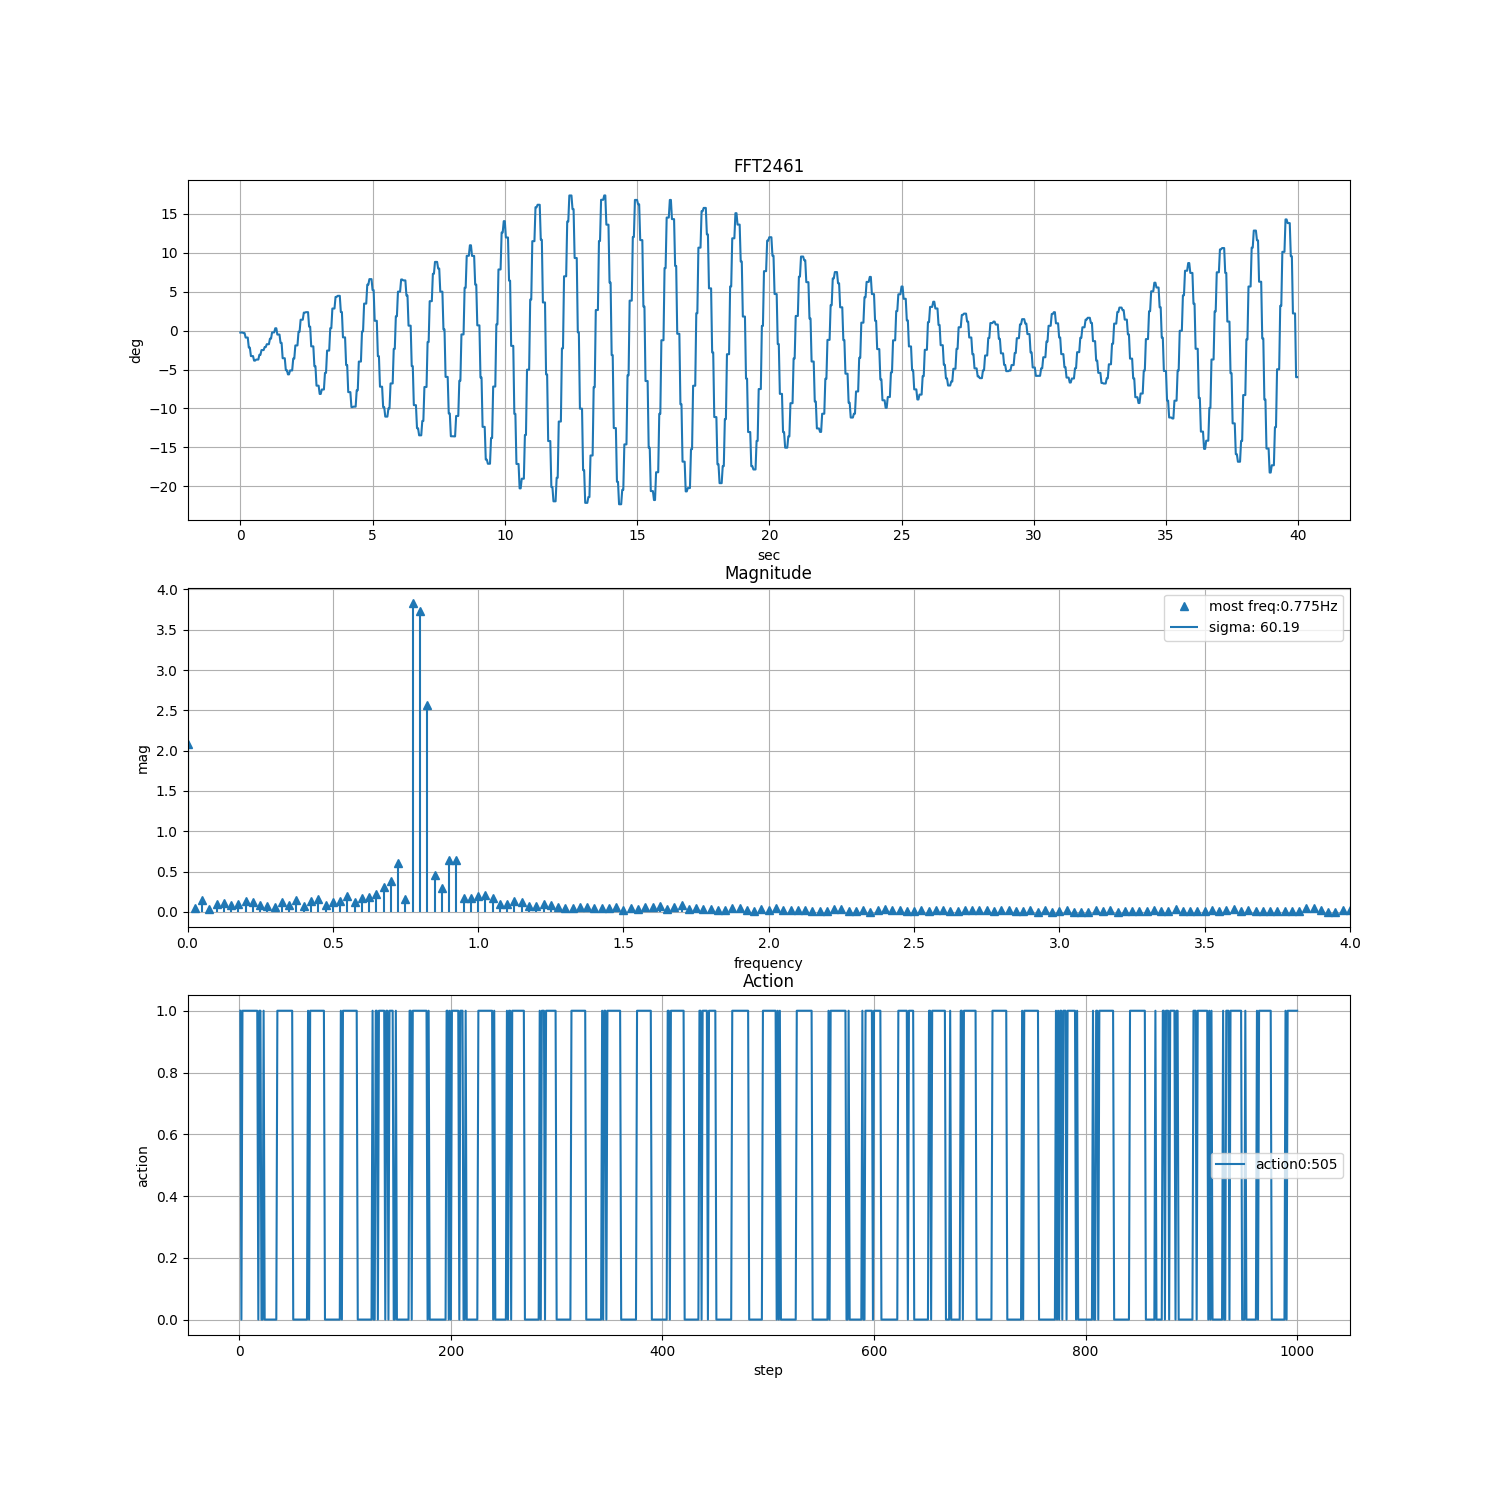 FFT2461
15
10
5
0
−5
−10
−15
−20
deg
0 5 10 15 20 25 30 35 40
sec
Magnitude
4.0
3.5
3.0
2.5
2.0
1.5
1.0
0.5
0.0
mag
most freq:0.775Hz
sigma: 60.19
0.0 0.5 1.0 1.5 2.0 2.5 3.0 3.5 4.0
frequency
Action
1.0
0.8
0.6
0.4
0.2
0.0
action
action0:505
0 200 400 600 800 1000
step